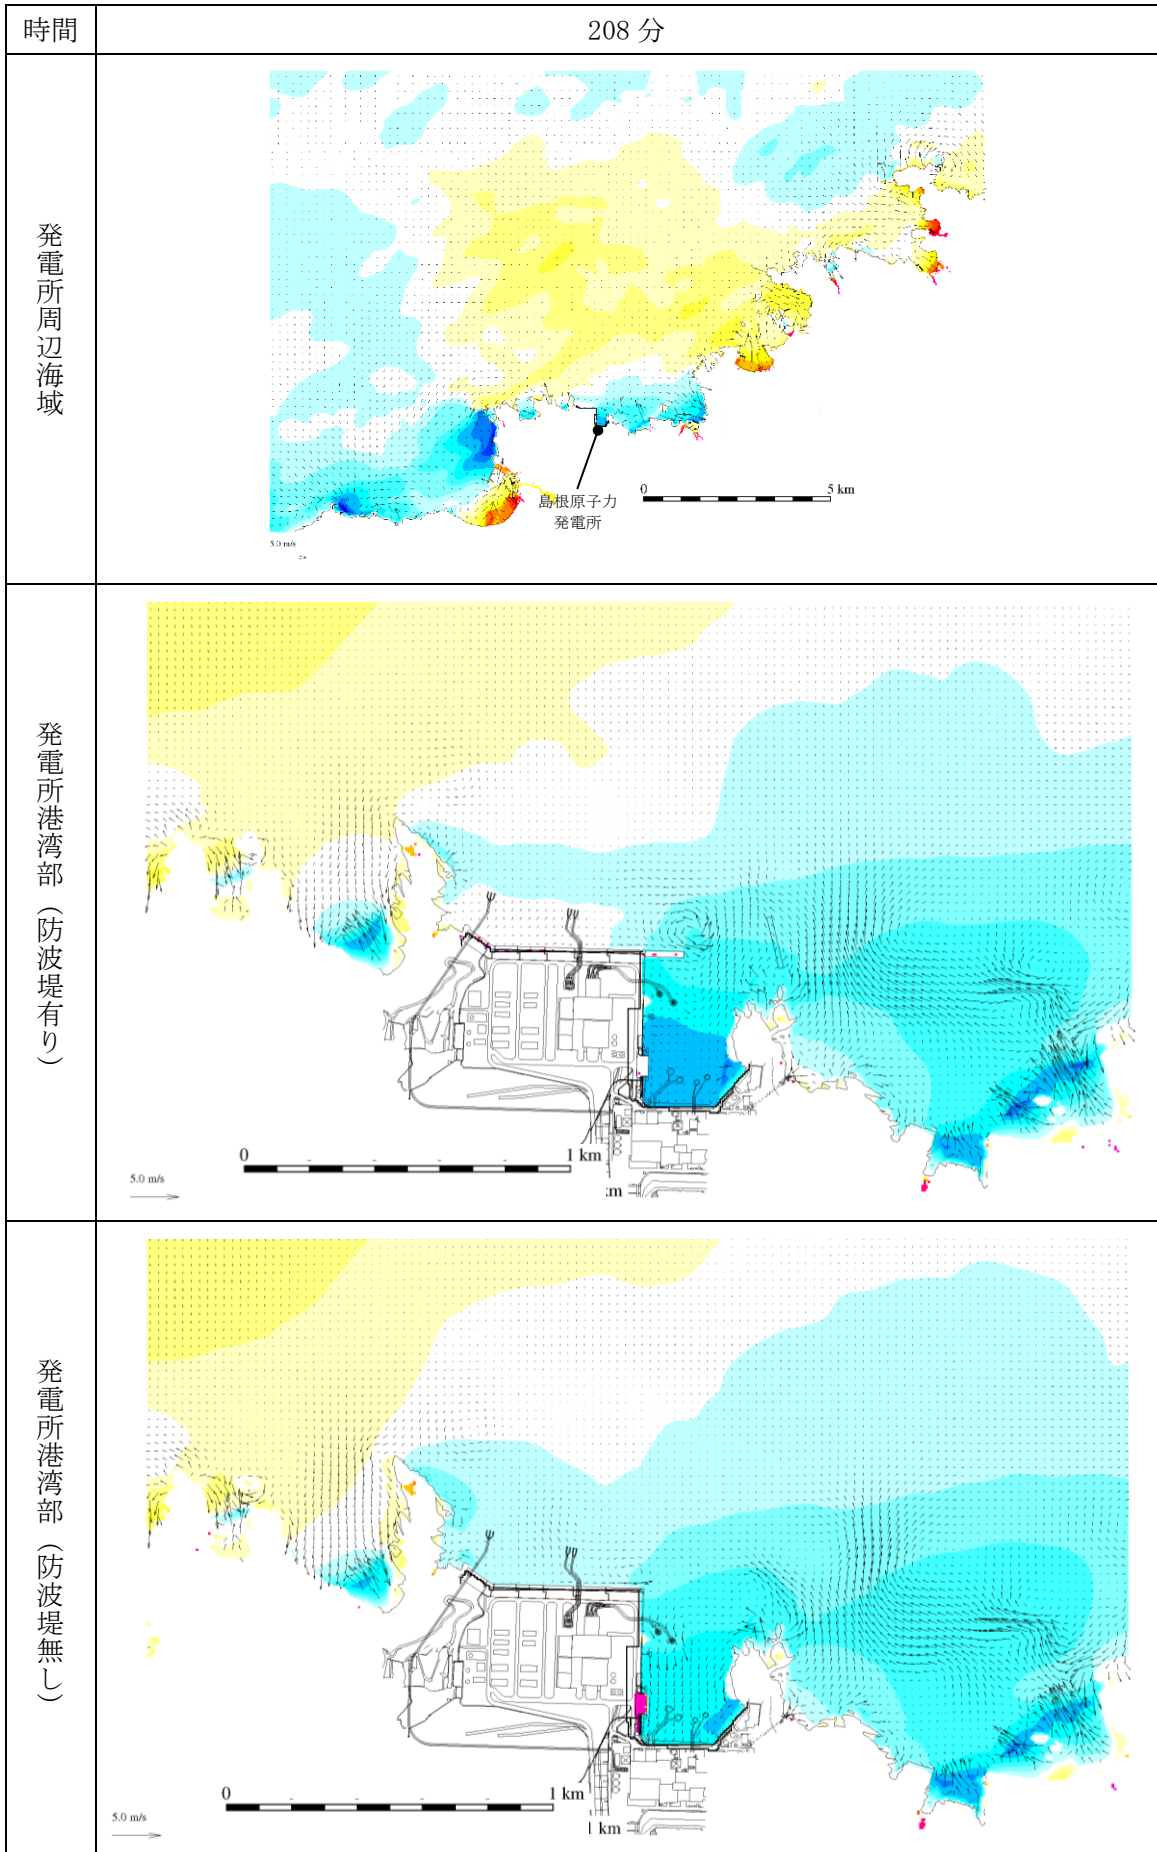 時間
208 分
発電所周辺海域
島根原子力
発電所
0
5 km
5.0 m/s
発電所港湾部（防波堤有り）
0
1 km
:m
5.0 m/s
発電所港湾部（防波堤無し）
0
1 km
l km
5.0 m/s